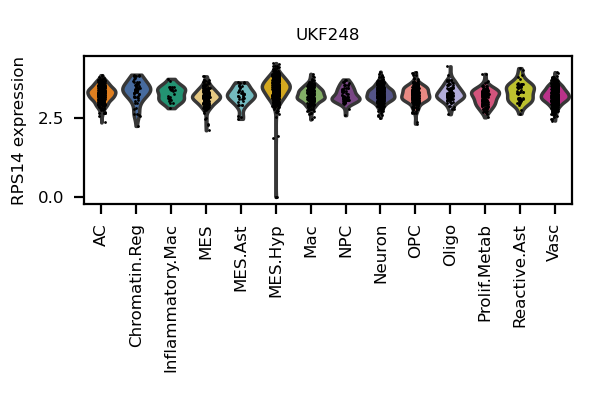 UKF248
RPS14 expression
2.5
0.0
AC
Chromatin.Reg
Inflammatory.Mac
MES
MES.Ast
MES.Hyp
Mac
NPC
Neuron
OPC
Oligo
Prolif.Metab
Reactive.Ast
Vasc